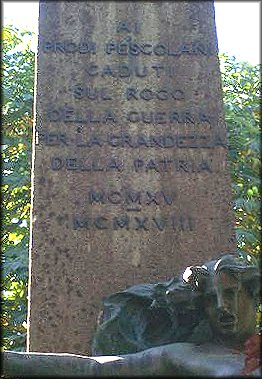 AI
PRODI PESCOLANI
CADUTI
SUL ROGO
DELLA GUERRA
PER LA GRANDEZZA
DELLA PATRIA
MCMXV
MCMXVIII